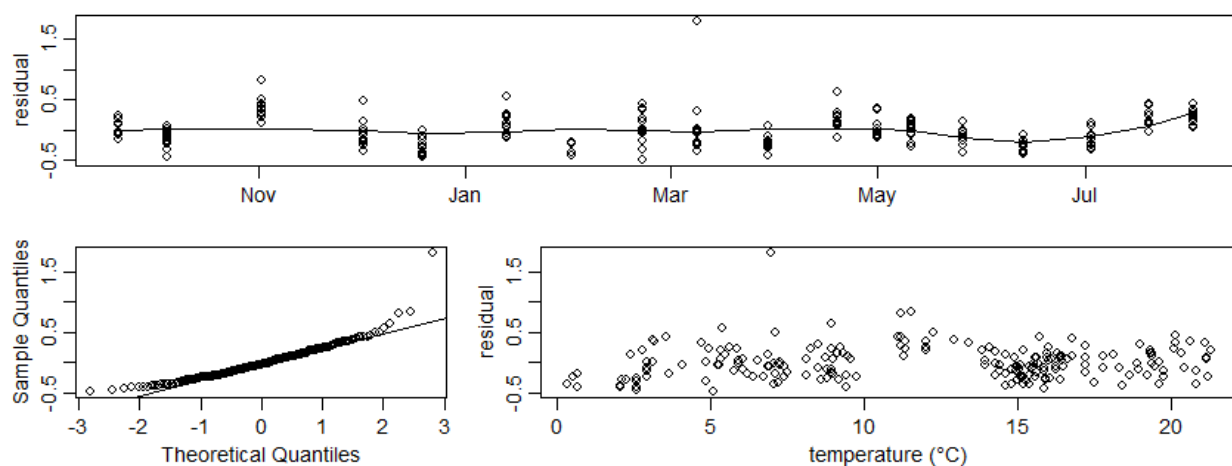 residual
1.5
0.5
-0.5
Nov Jan Mar May Jul
Sample Quantiles
1.5
0.5
-0.5
-3 -2 -1 0 1 2 3
Theoretical Quantiles
residual
1.5
0.5
-0.5
0 5 10 15 20
temperature (°C)